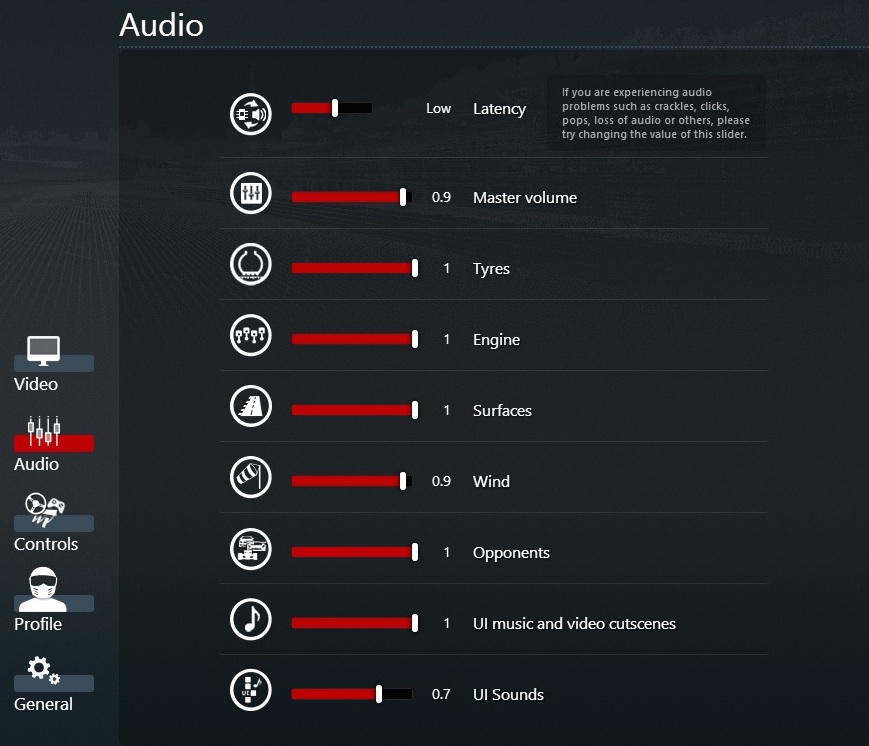 Audio
Low Latency
If you are experiencing audio
problems such as crackles, clicks,
pops, loss of audio or others, please
try changing the value of this slider.
0.9 Master volume
1 Tyres
1 Engine
1 Surfaces
0.9 Wind
1 Opponents
1 UI music and video cutscenes
UI
0.7 UI Sounds
Video
Audio
Controls
Profile
General